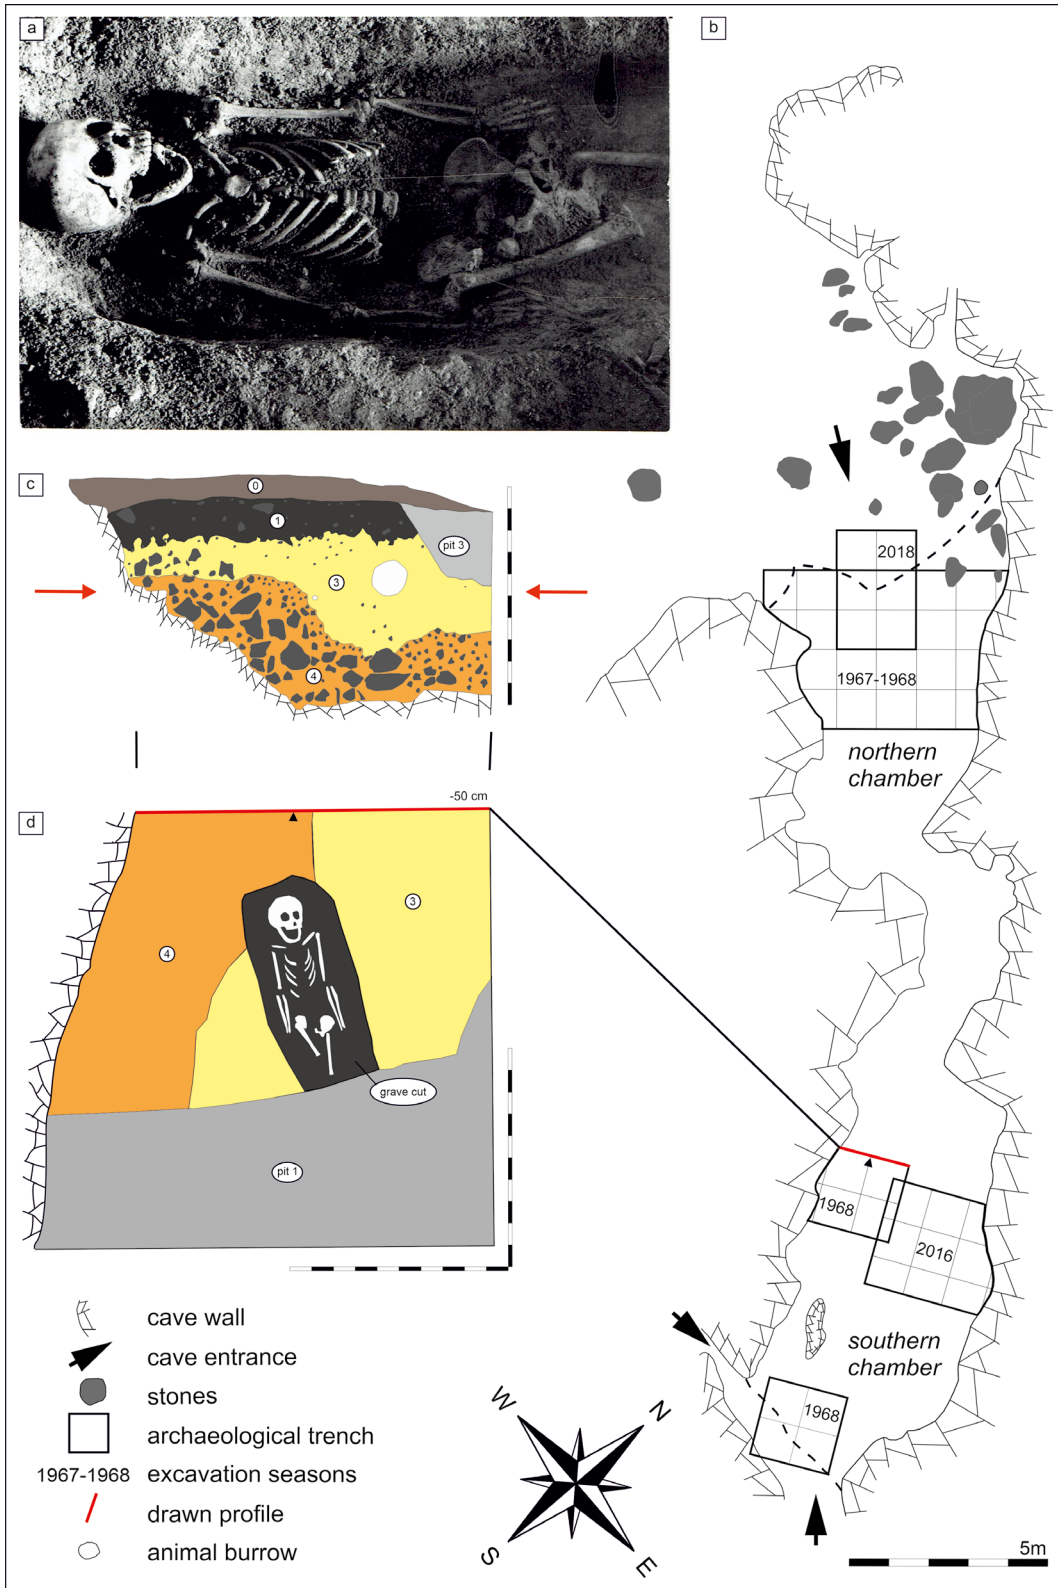 a
b
2018
1967-1968
northern
chamber
c
0
1
pit 3
3
4
-50 cm
d
3
4
grave cut
pit 1
1968
2016
southern
chamber
1968
cave wall
cave entrance
stones
archaeological trench
1967-1968 excavation seasons
drawn profile
animal burrow
W
N
S
E
5m